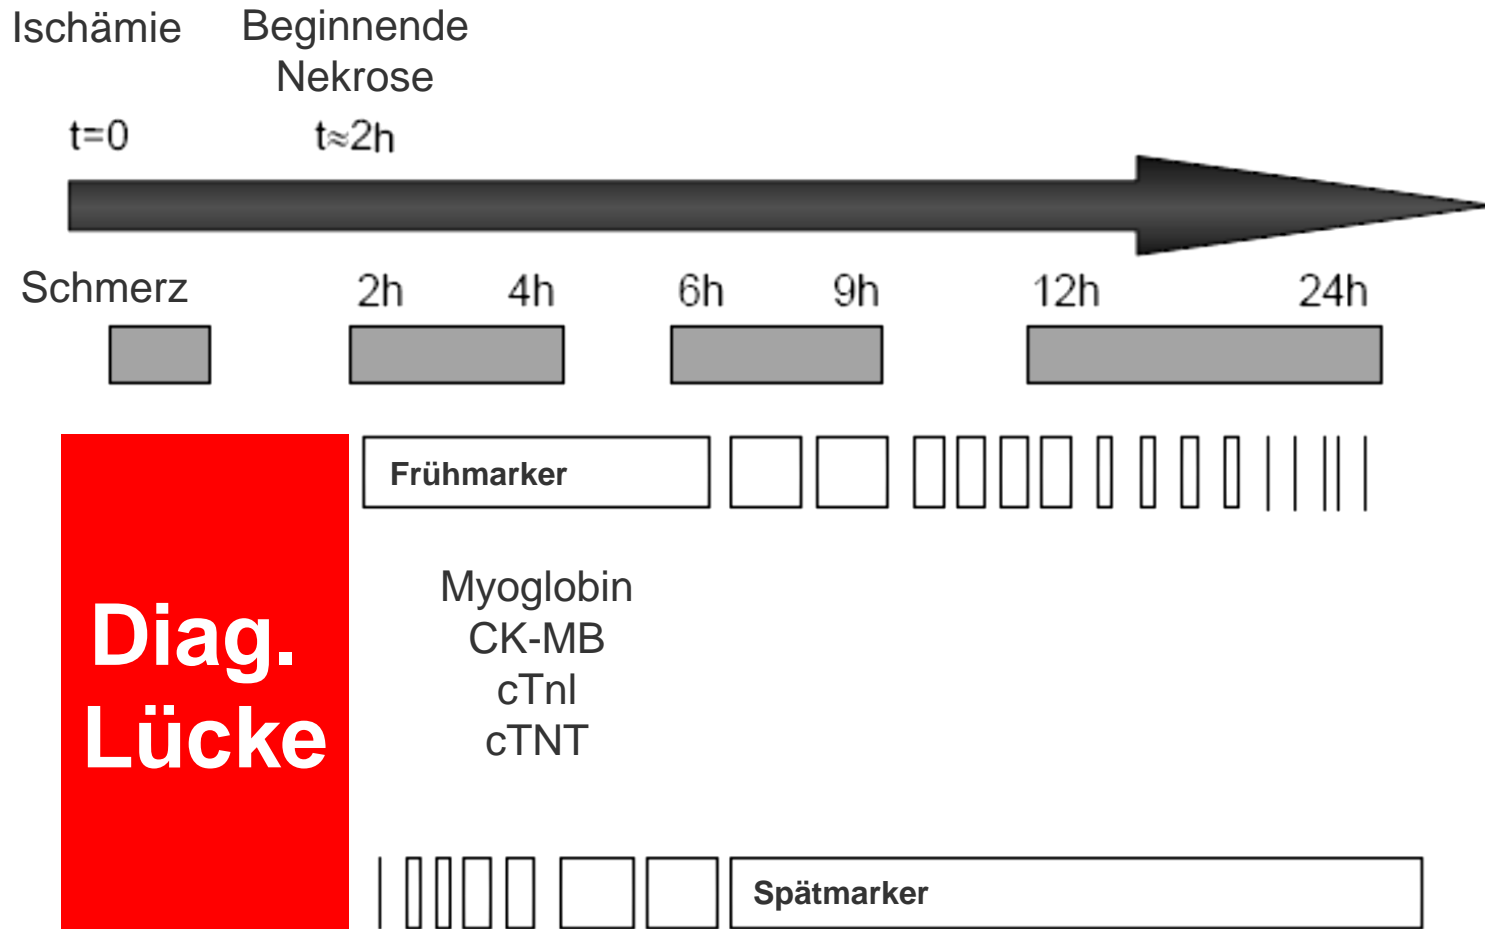 Ischämie Beginnende
Nekrose
t=0 t≈2h
Schmerz 2h 4h 6h 9h 12h 24h
Frühmarker
Diag.
Lücke
Myoglobin
CK-MB
cTnI
cTNT
Spätmarker